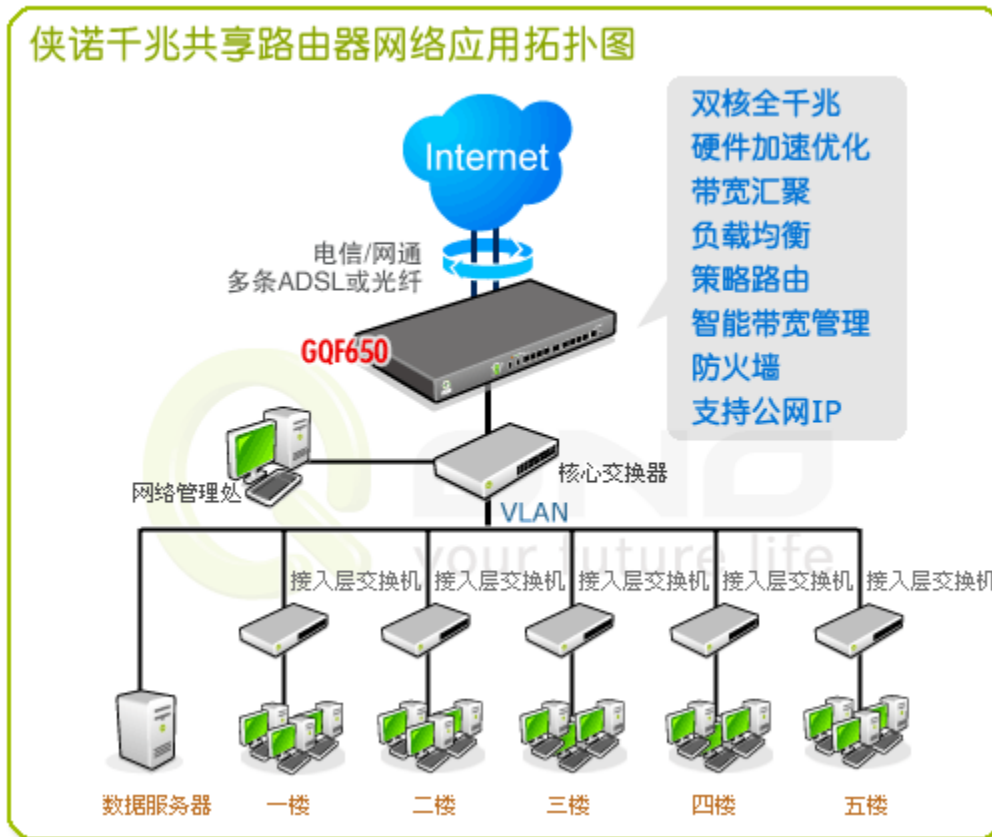 侠诺千兆共享路由器网络应用拓扑图
Internet
双核全千兆
硬件加速优化
带宽汇聚
负载均衡
策略路由
智能带宽管理
防火墙
支持公网IP
电信/网通
多条ADSL或光纤
GQF650
核心交换器
网络管理处
VLAN
QNO
your future life
接入层交换机 接入层交换机 接入层交换机 接入层交换机 接入层交换机
数据服务器 一楼 二楼 三楼 四楼 五楼